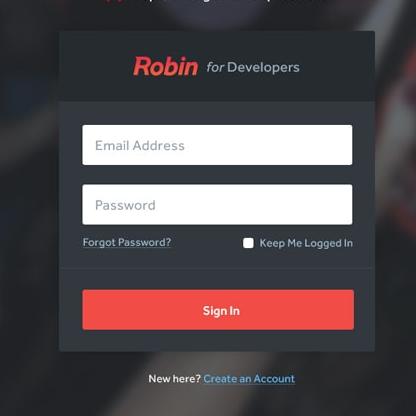 Robin for Developers
Email Address
Password
Forgot Password? Keep Me Logged In
Sign In
New here? Create an Account